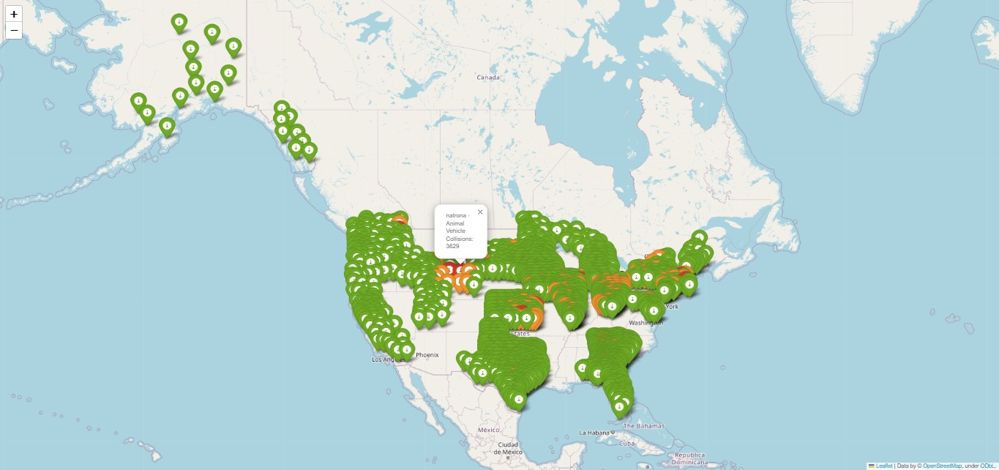 +
−
Canada
×
natrona -
Animal
Vehicle
Collisions:
3629
York
Washington
States
Phoenix
Los Angeles
The Bahamas
La Habana
Cuba
México
Ciudad
de México
República
Dominicana
Leaflet | Data by © OpenStreetMap, under ODbL.